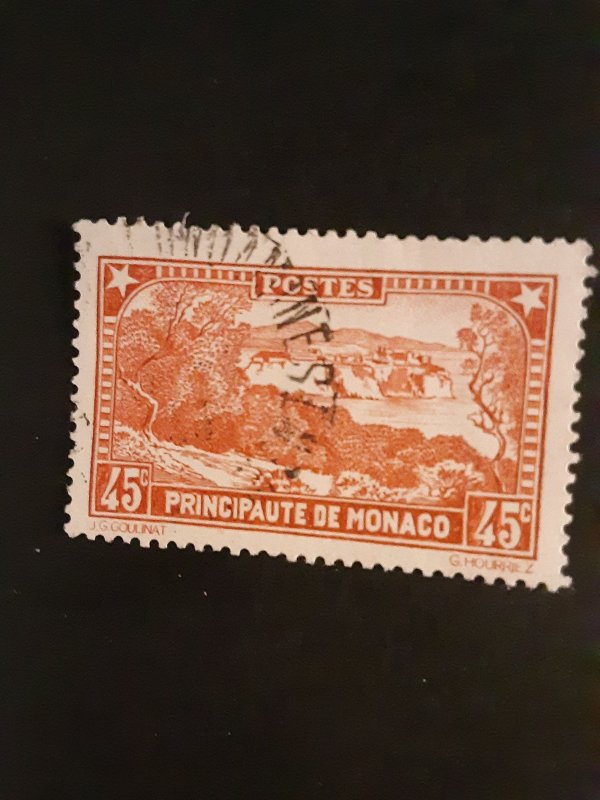 POSTES
45c
PRINCIPAUTE DE MONACO
45c
J.G.GOULINAT
G.HOURRIEZ